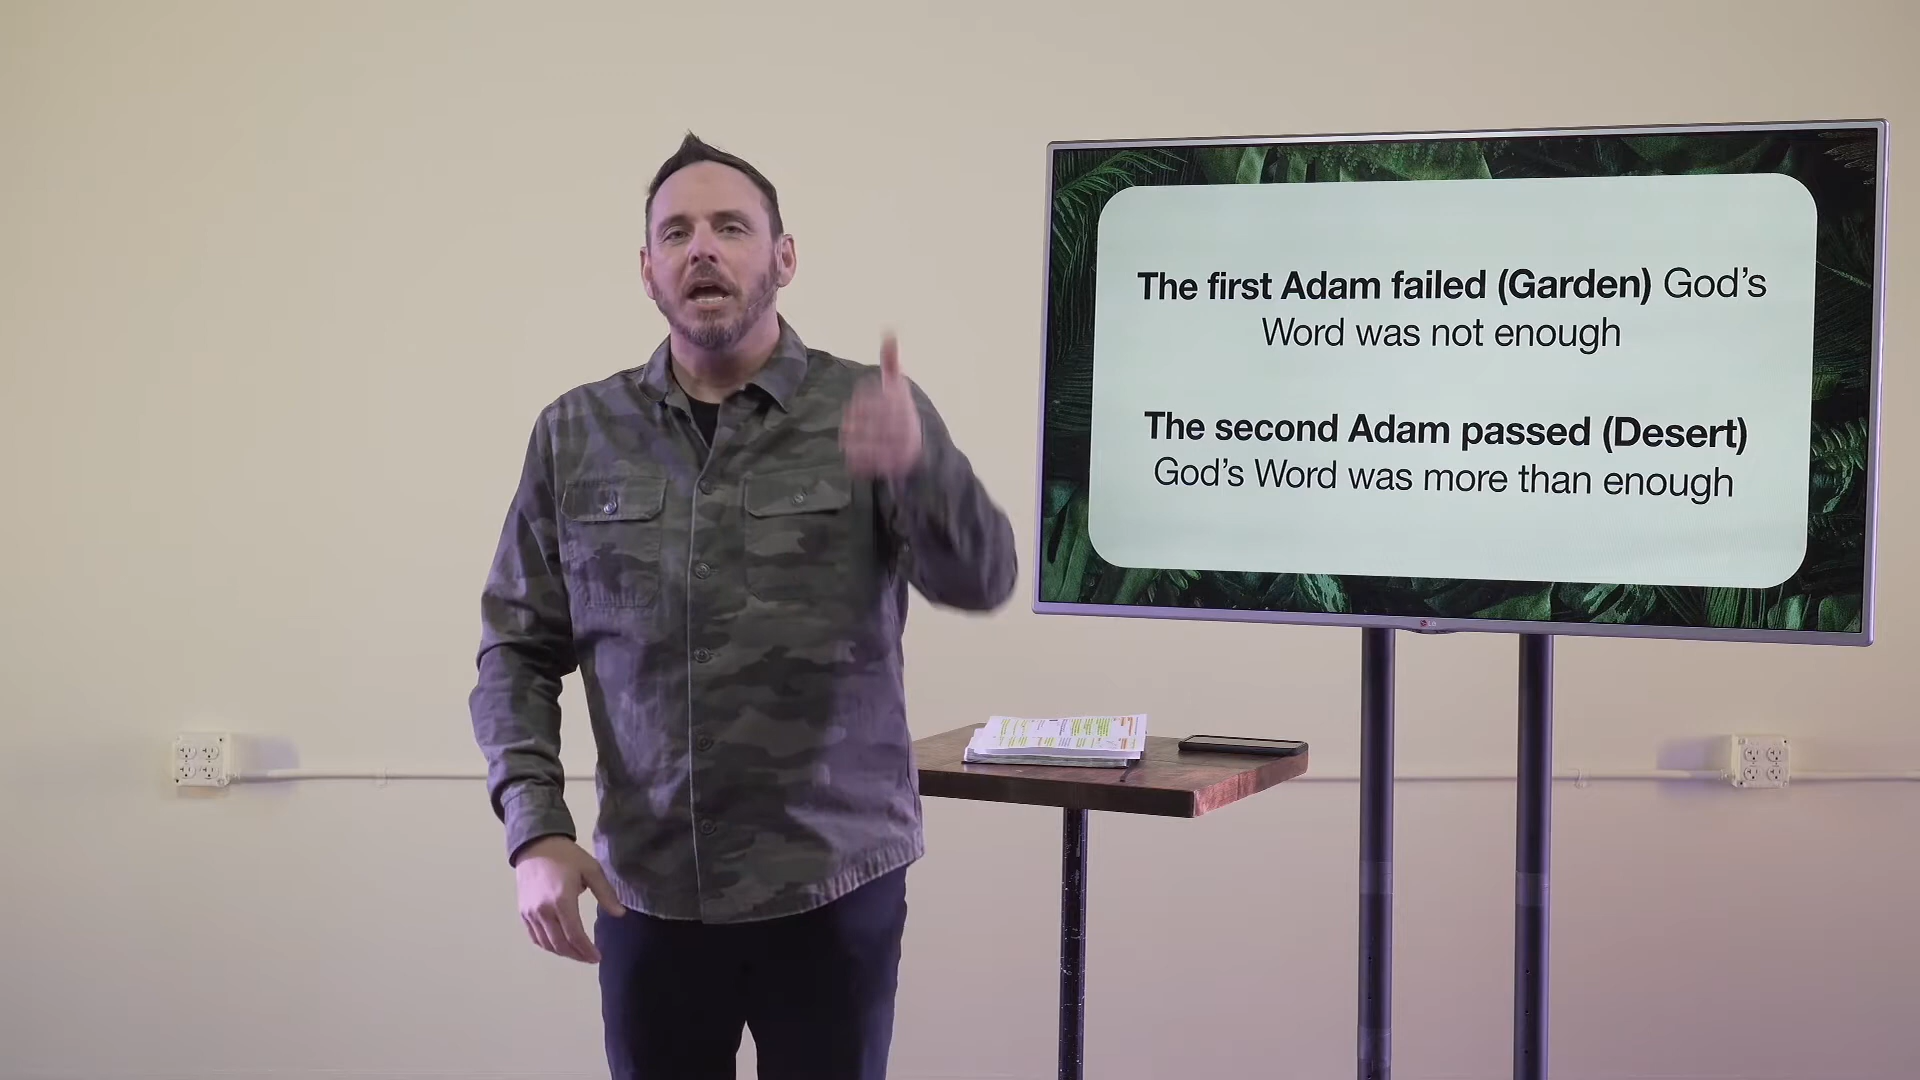 The first Adam failed (Garden) God's
Word was not enough
The second Adam passed (Desert)
God's Word was more than enough
LG